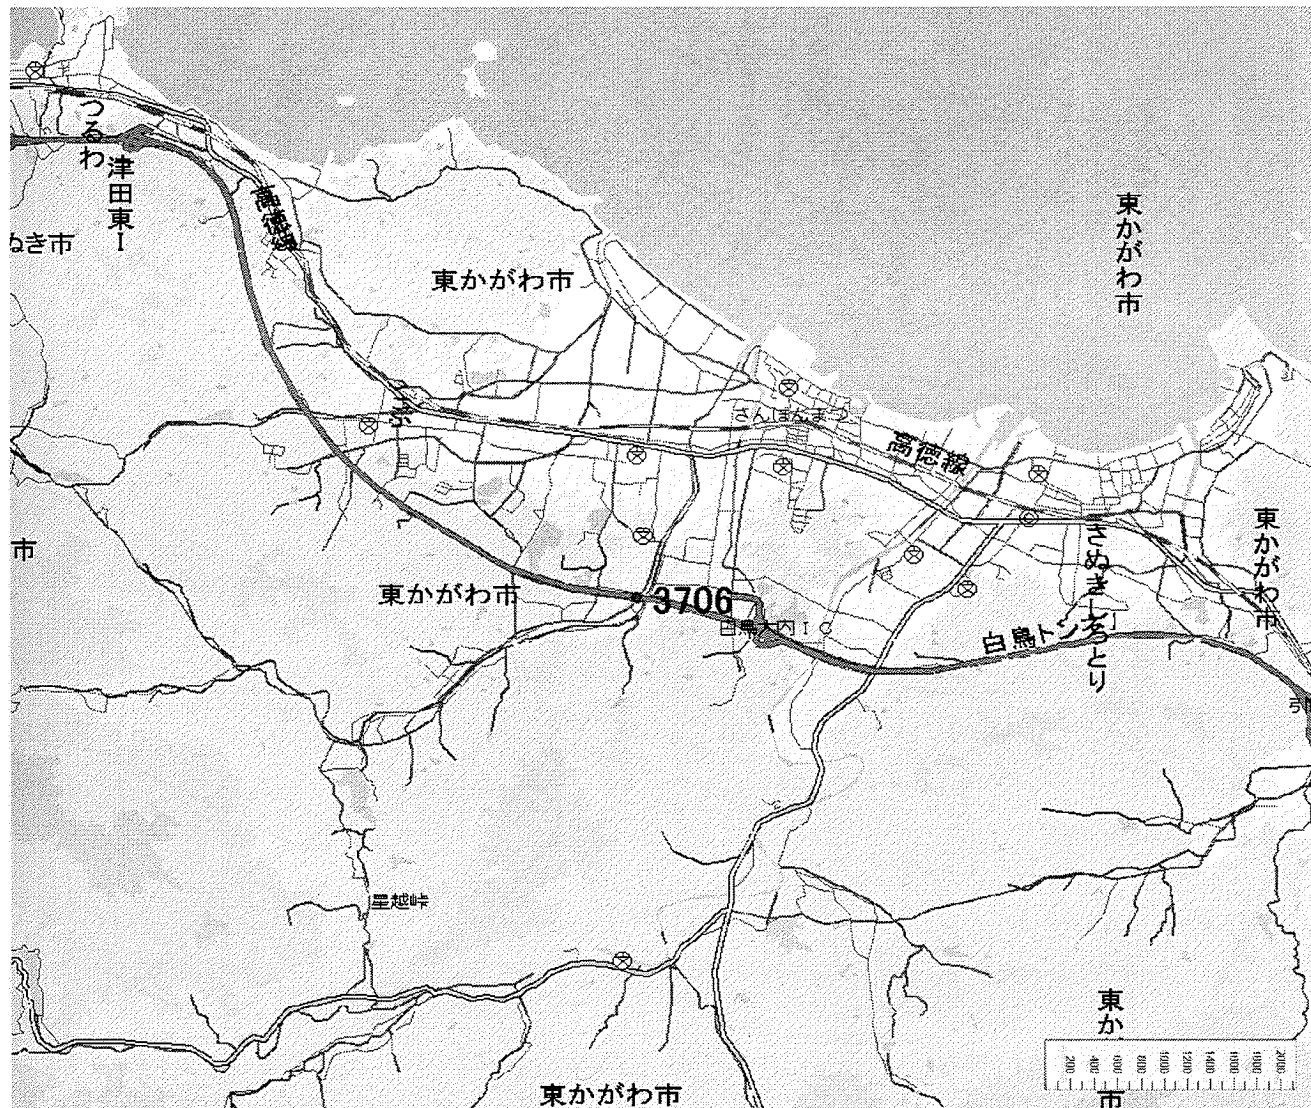 つるわ
津田東I
高徳線
ぬき市
東かがわ市
東かがわ市
さんぼんまつ
高徳線
東かがわ市
市
東かがわ市
3706
白鳥大内IC
白鳥トンネ
さぬきしろとり
星越峠
東か
市
東かがわ市
200 400 600 800 1000 1200 1400 1600 1800 2000